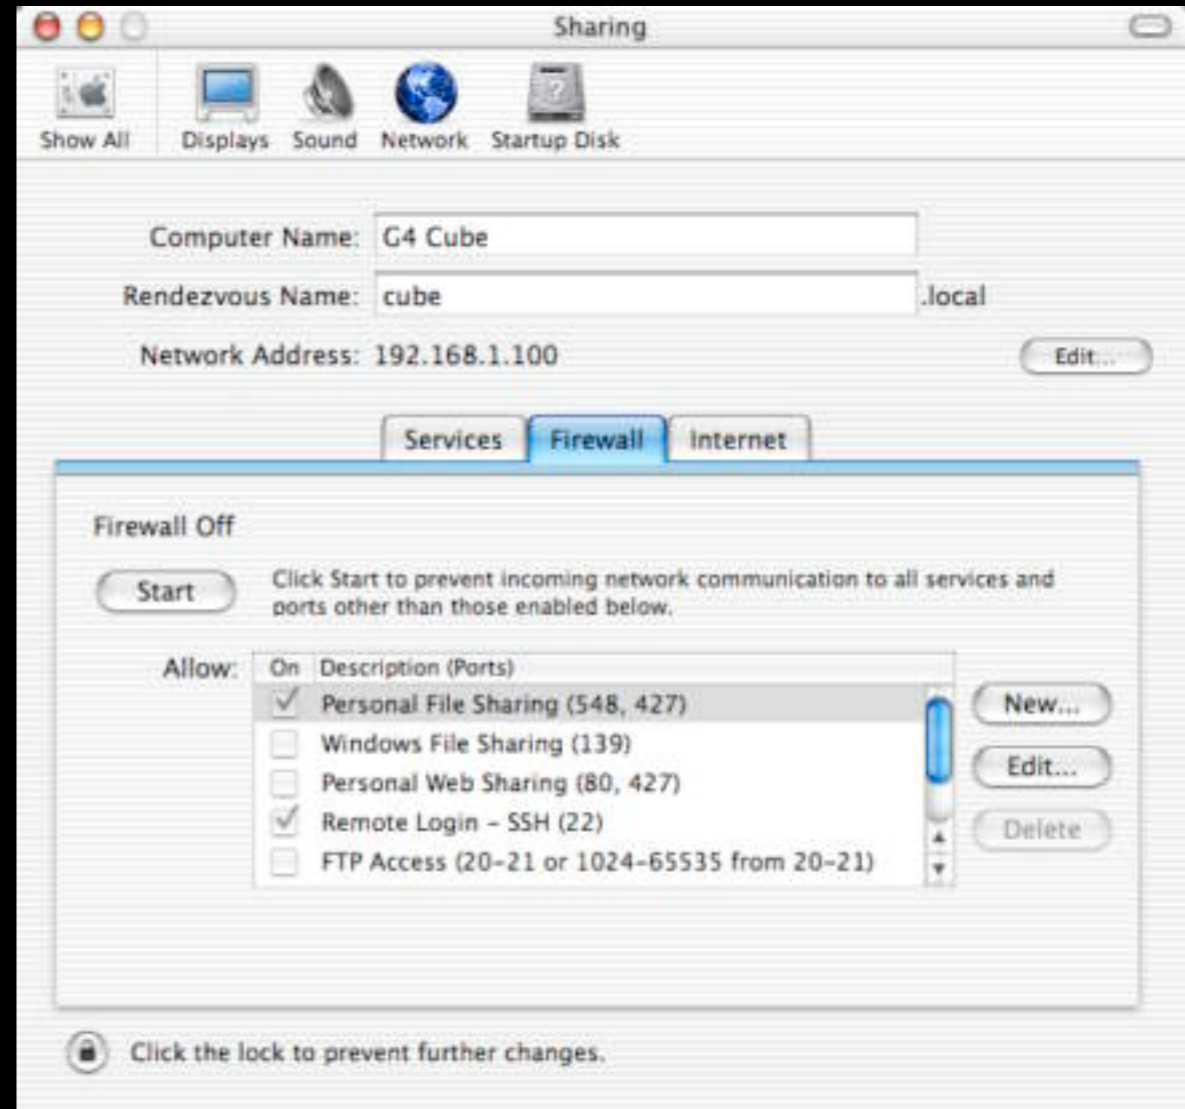 Sharing
Show All
Displays
Sound
Network
Startup Disk
Computer Name: G4 Cube
Rendezvous Name: cube .local
Network Address: 192.168.1.100 Edit...
Services
Firewall
Internet
Firewall Off
Start
Click Start to prevent incoming network communication to all services and
ports other than those enabled below.
Allow: On Description (Ports)
Personal File Sharing (548, 427)
New...
Windows File Sharing (139)
Edit...
Personal Web Sharing (80, 427)
Remote Login – SSH (22)
Delete
FTP Access (20–21 or 1024–65535 from 20–21)
Click the lock to prevent further changes.